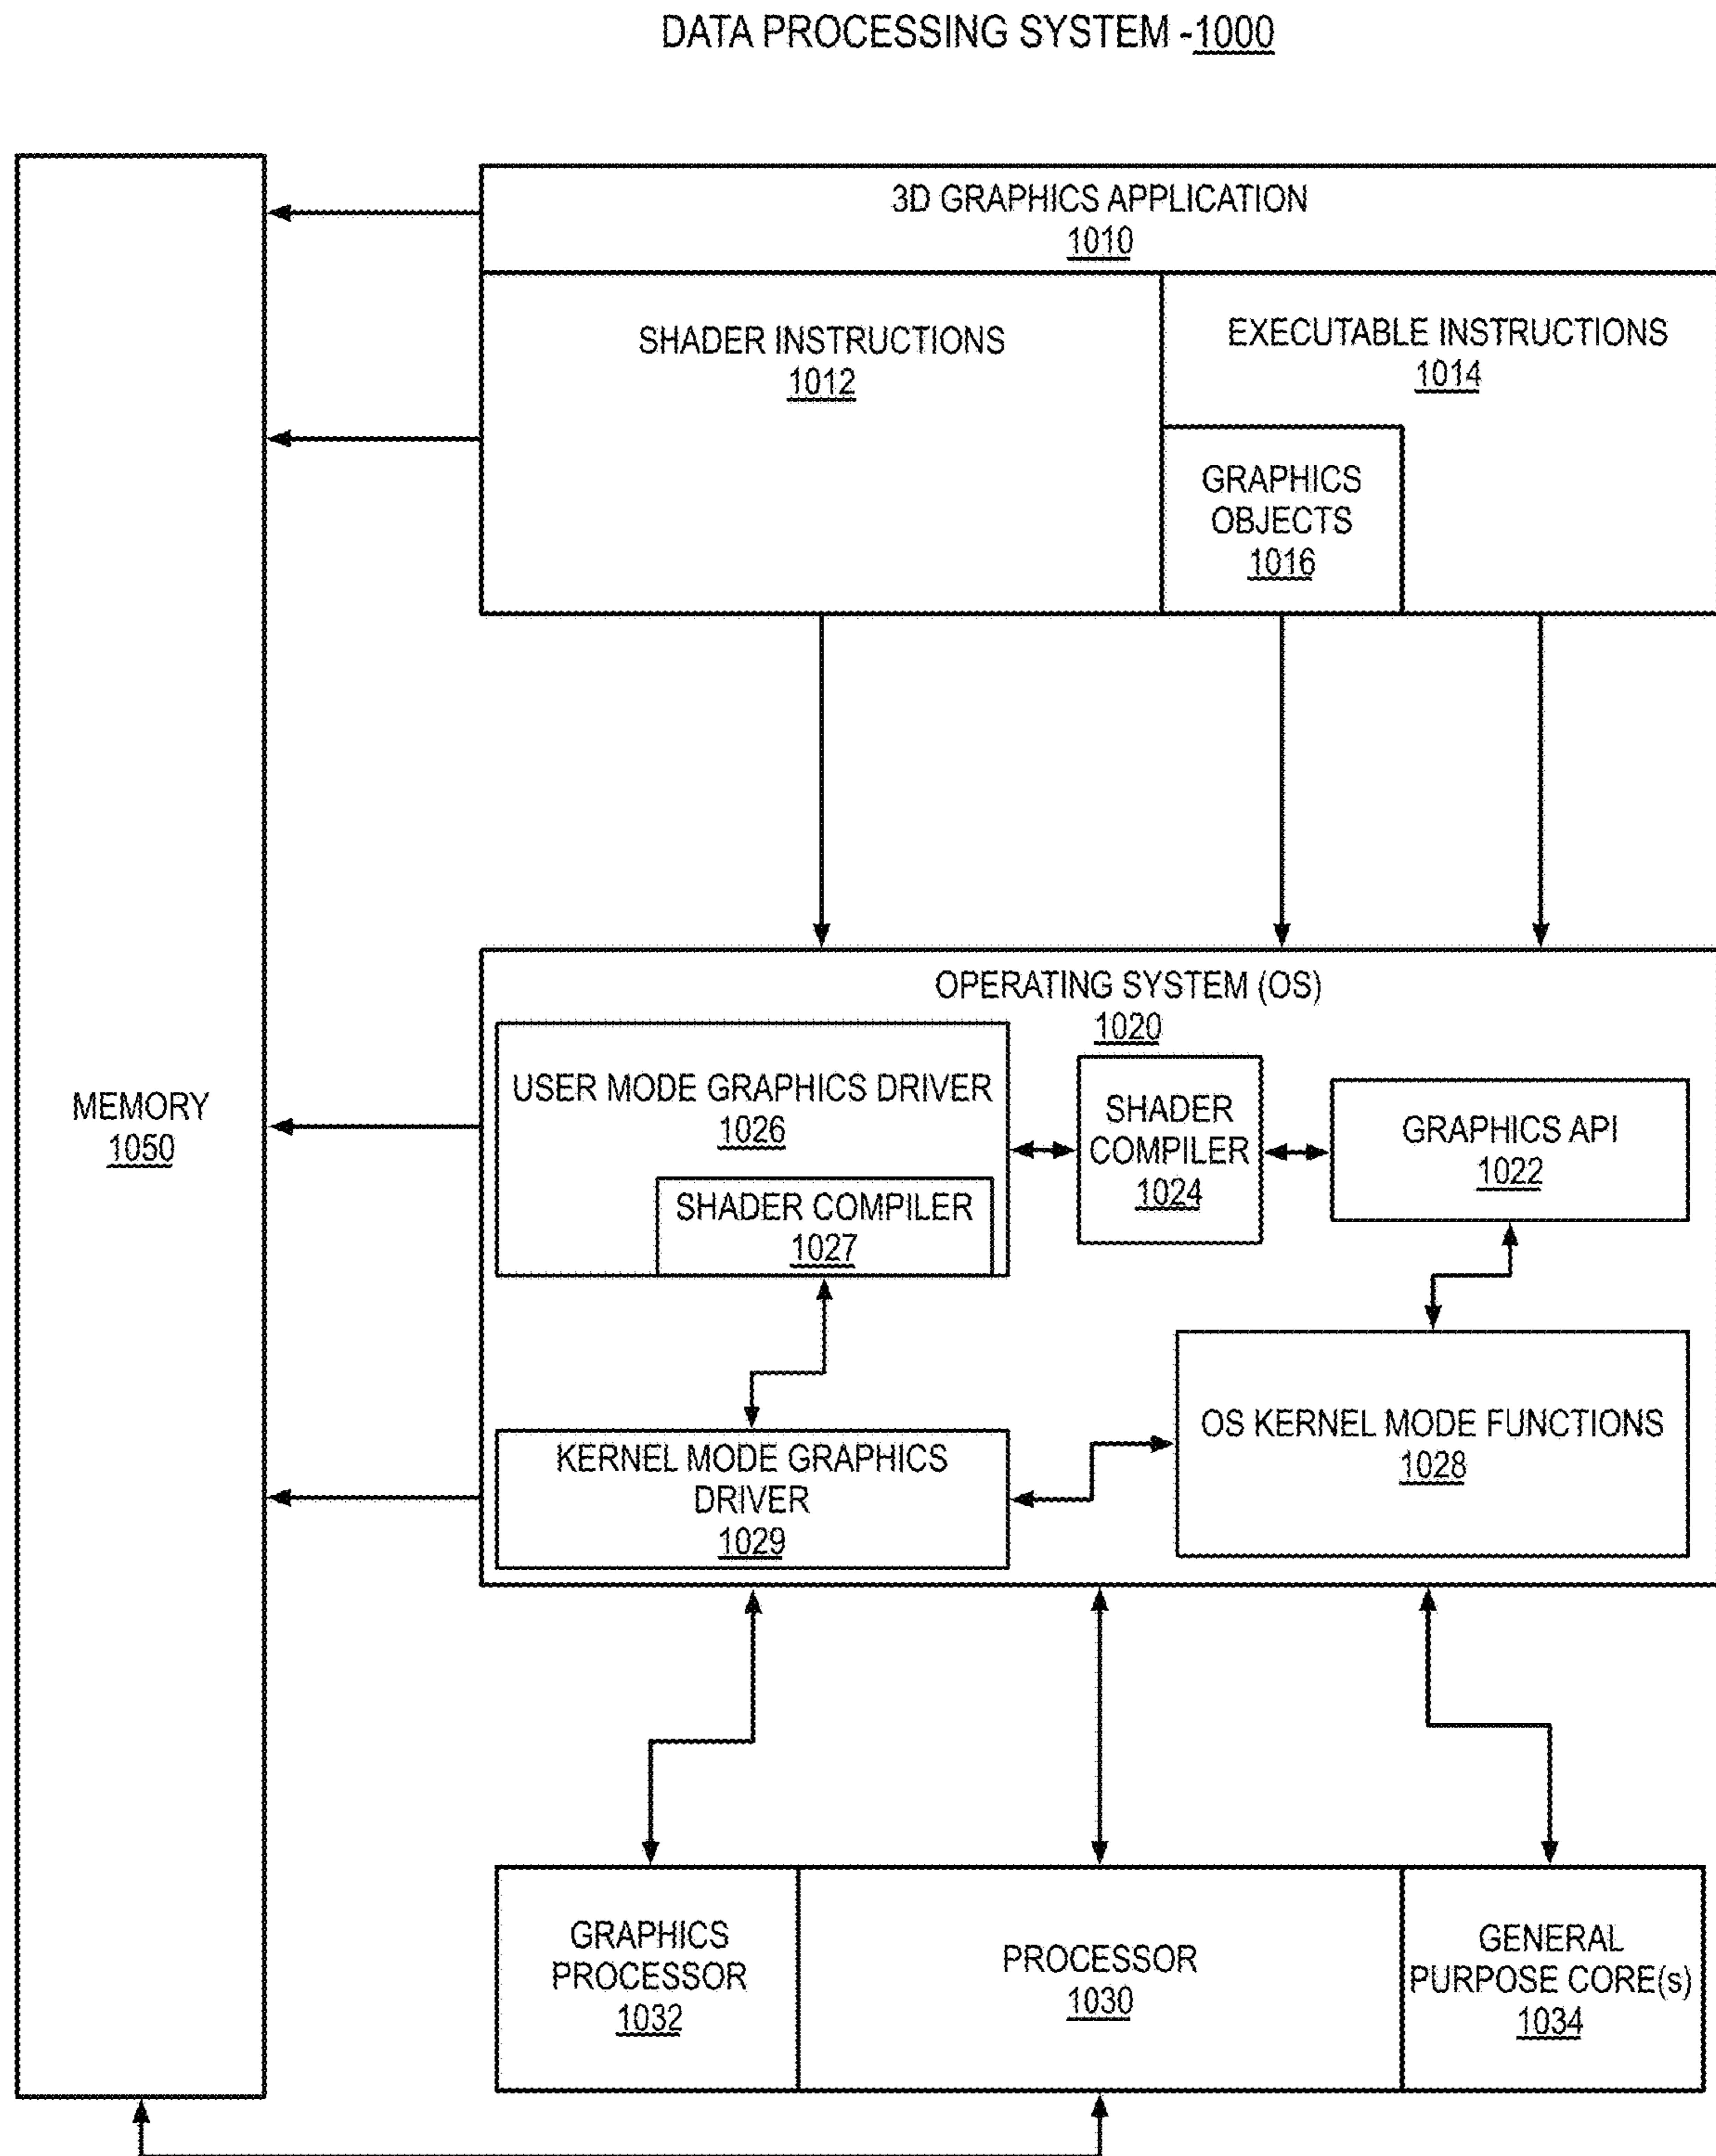 DATA PROCESSING SYSTEM -1000
3D GRAPHICS APPLICATION
1010
SHADER INSTRUCTIONS
1012
EXECUTABLE INSTRUCTIONS
1014
GRAPHICS
OBJECTS
1016
MEMORY
1050
OPERATING SYSTEM (OS)
1020
USER MODE GRAPHICS DRIVER
1026
SHADER COMPILER
1027
SHADER
COMPILER
1024
GRAPHICS API
1022
KERNEL MODE GRAPHICS
DRIVER
1029
OS KERNEL MODE FUNCTIONS
1028
GRAPHICS
PROCESSOR
1032
PROCESSOR
1030
GENERAL
PURPOSE CORE(s)
1034